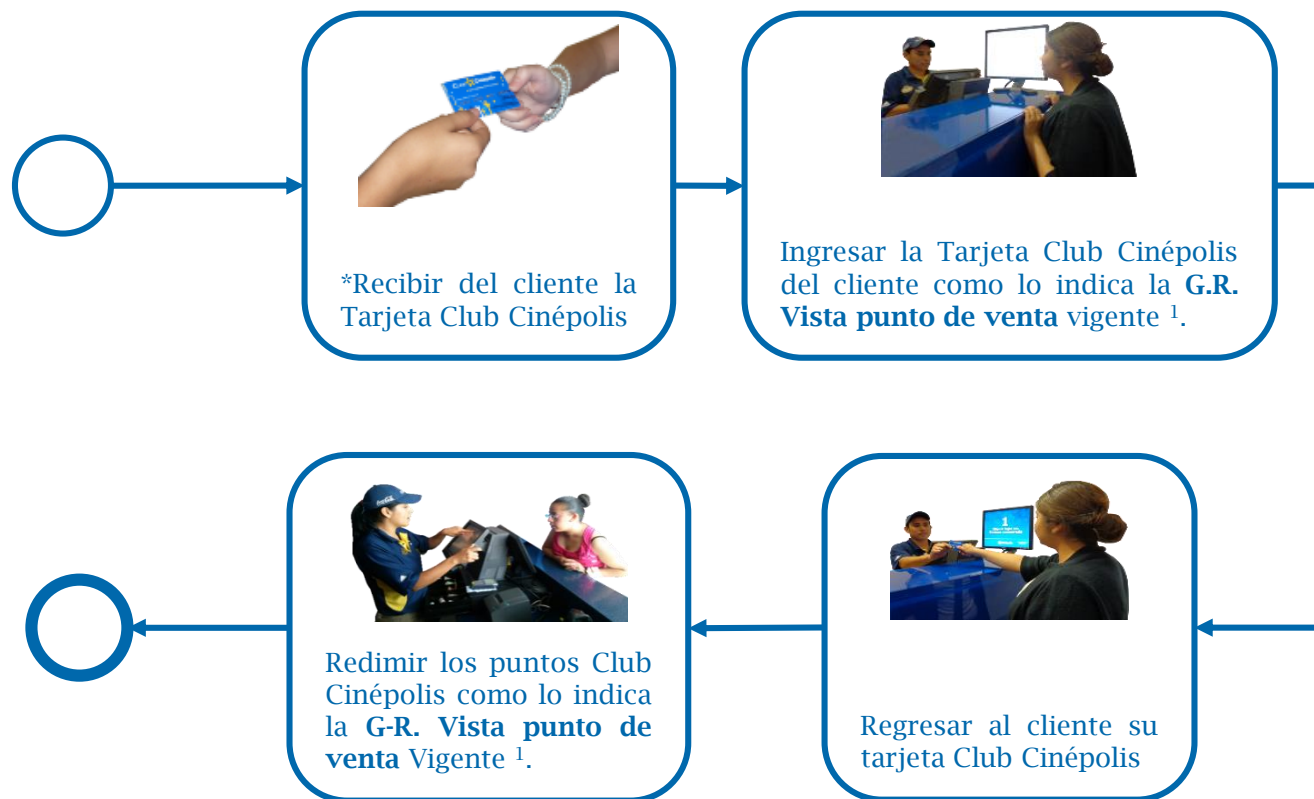 *Recibir del cliente la
Tarjeta Club Cinépolis
Ingresar la Tarjeta Club Cinépolis
del cliente como lo indica la G.R.
Vista punto de venta vigente ¹.
Redimir los puntos Club
Cinépolis como lo indica
la G-R. Vista punto de
venta Vigente ¹.
1
Regresar al cliente su
tarjeta Club Cinépolis